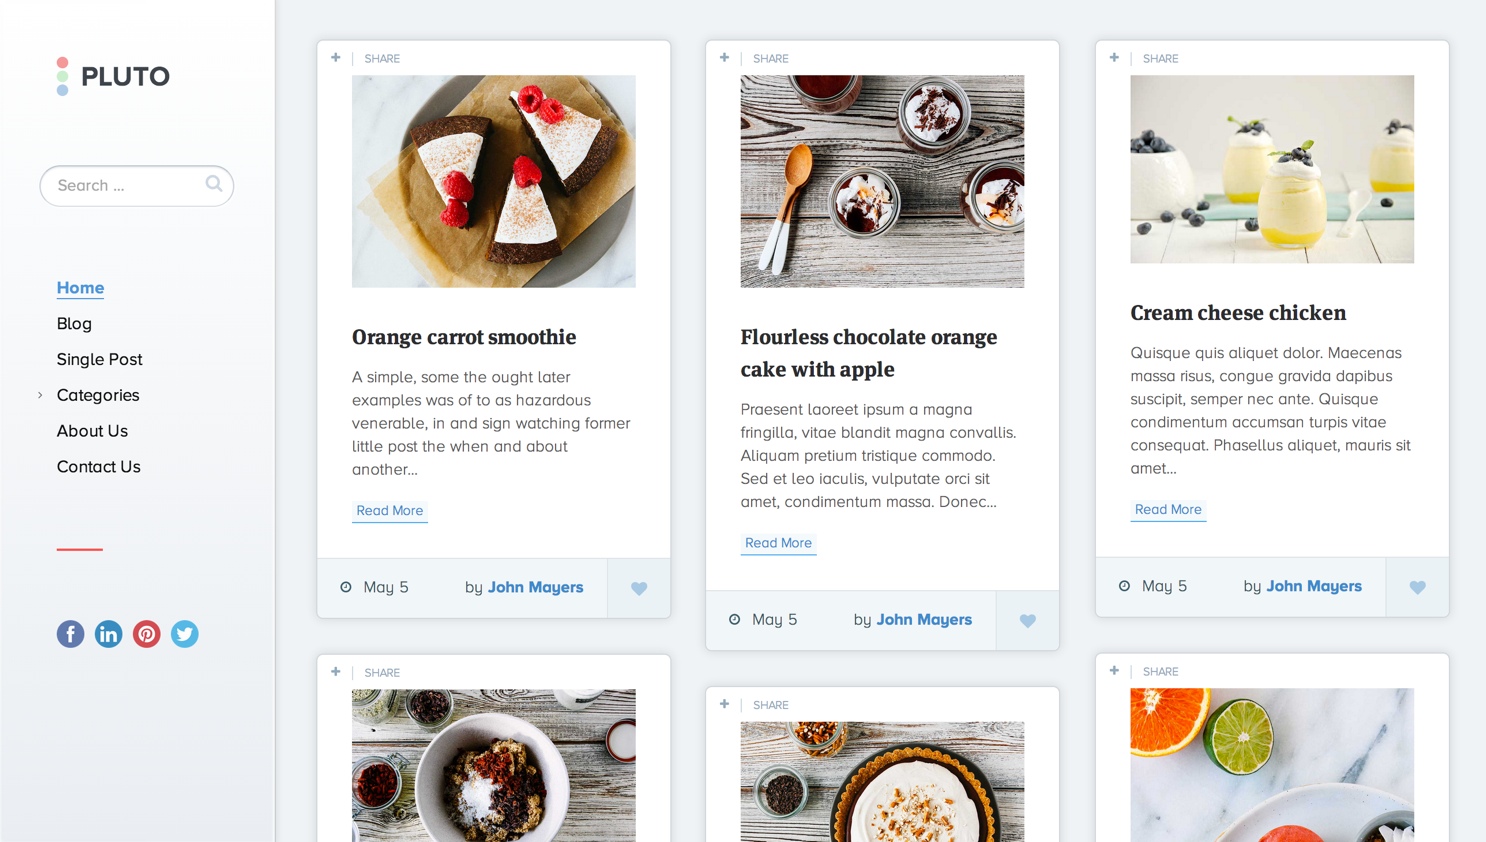 PLUTO
Search ...
Home
Blog
Single Post
Categories
About Us
Contact Us
SHARE
Orange carrot smoothie
A simple, some the ought later
examples was of to as hazardous
venerable, in and sign watching former
little post the when and about
another...
Read More
May 5 by John Mayers
SHARE
Flourless chocolate orange
cake with apple
Praesent laoreet ipsum a magna
fringilla, vitae blandit magna convallis.
Aliquam pretium tristique commodo.
Sed et leo iaculis, vulputate orci sit
amet, condimentum massa. Donec...
Read More
May 5 by John Mayers
SHARE
Cream cheese chicken
Quisque quis aliquet dolor. Maecenas
massa risus, congue gravida dapibus
suscipit, semper nec ante. Quisque
condimentum accumsan turpis vitae
consequat. Phasellus aliquet, mauris sit
amet...
Read More
May 5 by John Mayers
SHARE
SHARE
SHARE